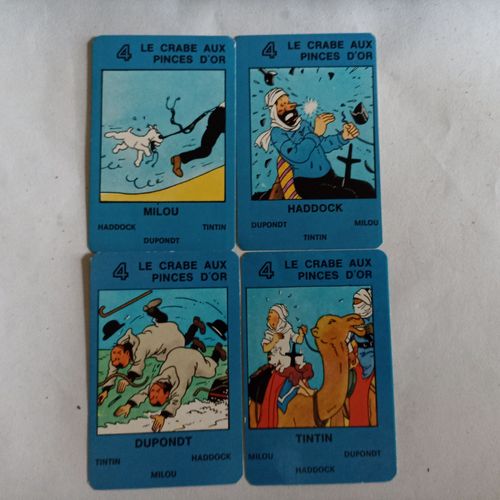 4 LE CRABE AUX
PINCES D'OR
MILOU
HADDOCK TINTIN
DUPONDT
4 LE CRABE AUX
PINCES D'OR
HADDOCK
DUPONDT MILOU
TINTIN
4 LE CRABE AUX
PINCES D'OR
DUPONDT
TINTIN HADDOCK
MILOU
4 LE CRABE AUX
PINCES D'OR
TINTIN
MILOU DUPONDT
HADDOCK